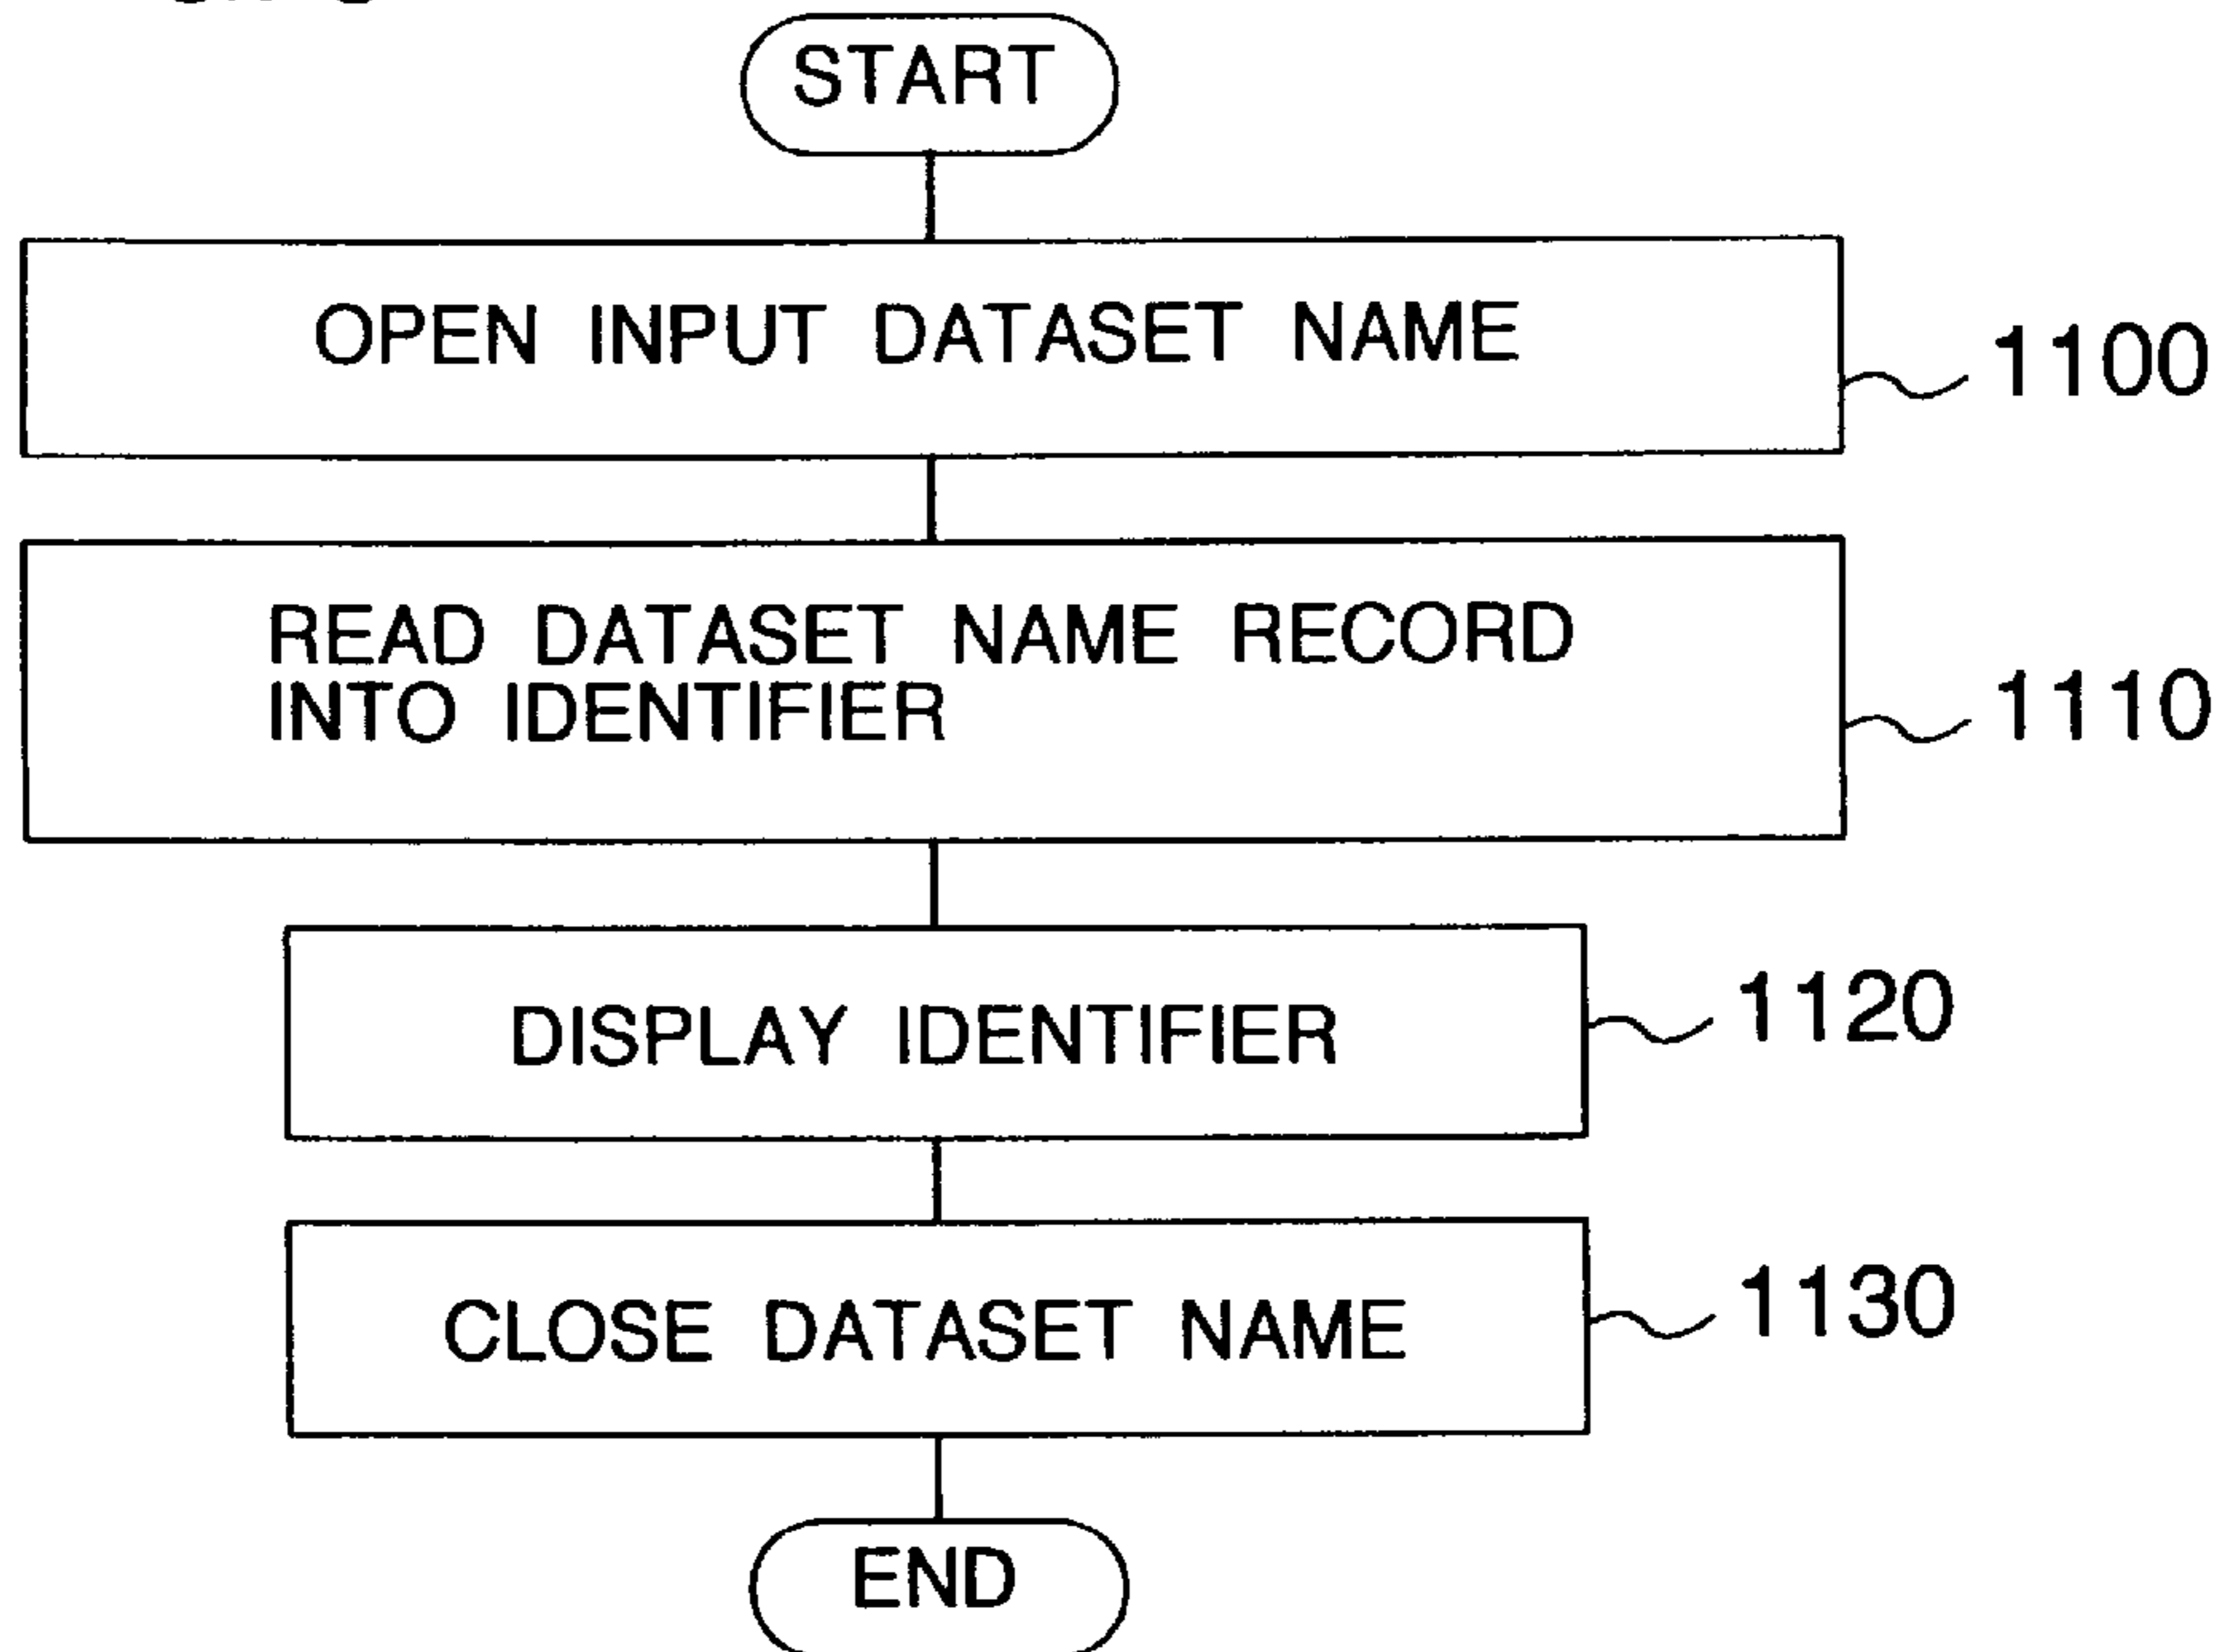 START
OPEN INPUT DATASET NAME
1100
READ DATASET NAME RECORD
INTO IDENTIFIER
1110
DISPLAY IDENTIFIER
1120
CLOSE DATASET NAME
1130
END